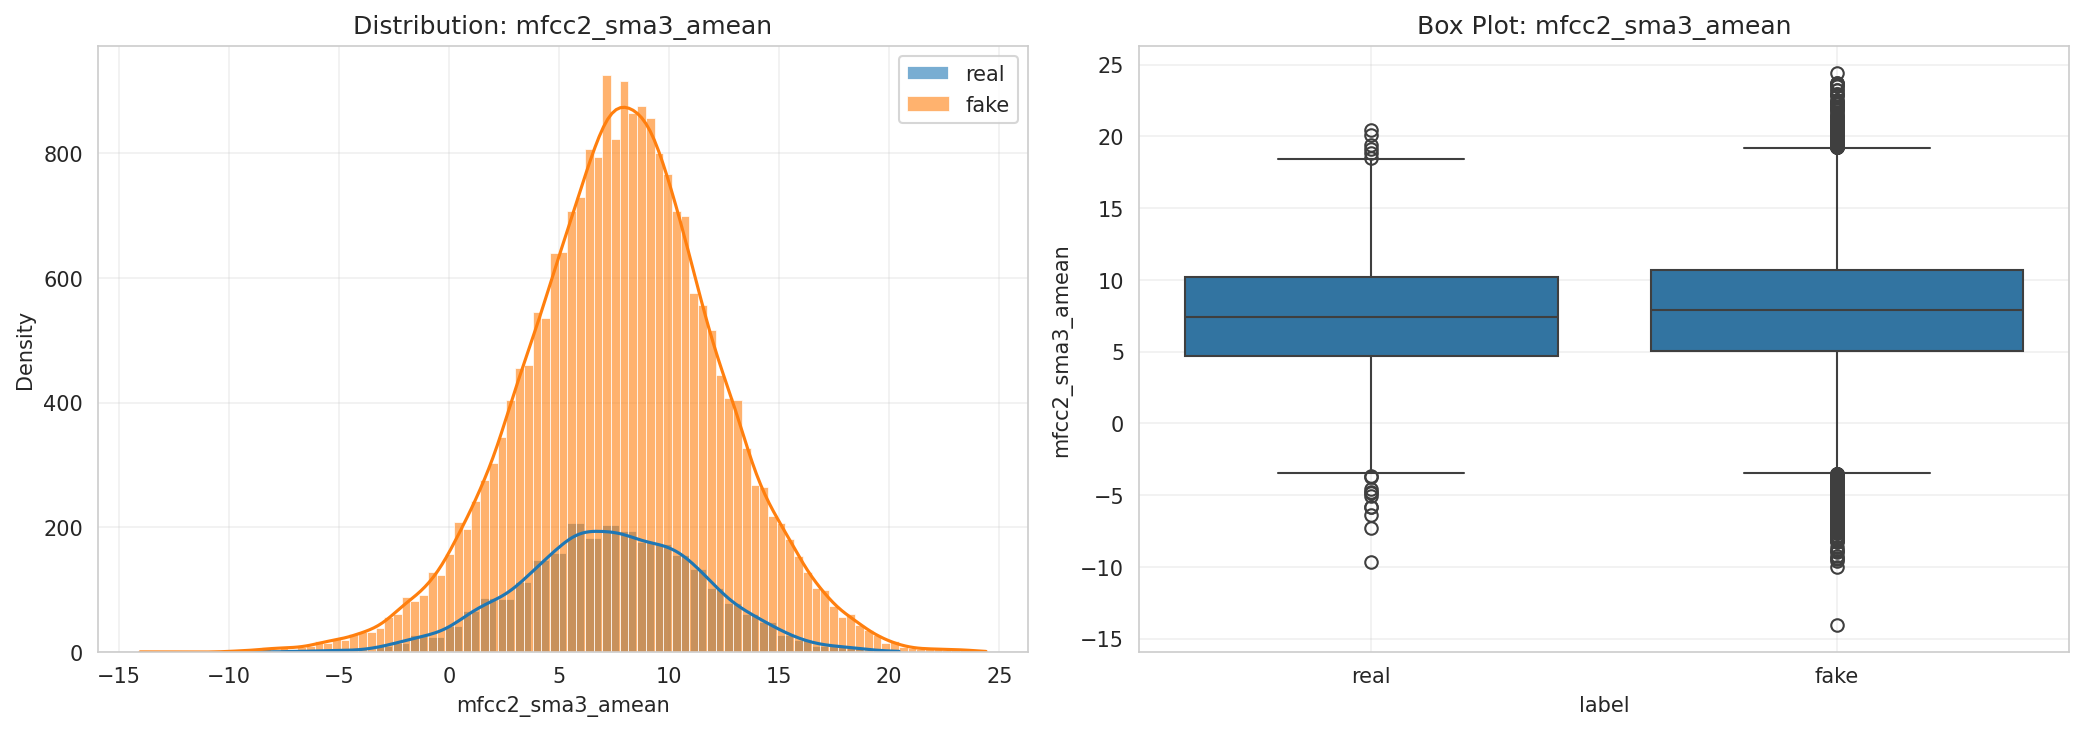 Distribution: mfcc2_sma3_amean
real
fake
Density
800
600
400
200
0
−15
−10
−5
0
5
10
15
20
25
mfcc2_sma3_amean
Box Plot: mfcc2_sma3_amean
mfcc2_sma3_amean
25
20
15
10
5
0
−5
−10
−15
real
fake
label